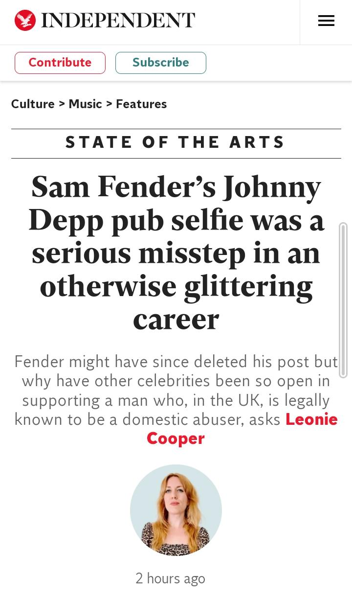 INDEPENDENT
Contribute
Subscribe
Culture > Music > Features
STATE OF THE ARTS
Sam Fender’s Johnny
Depp pub selfie was a
serious misstep in an
otherwise glittering
career
Fender might have since deleted his post but
why have other celebrities been so open in
supporting a man who, in the UK, is legally
known to be a domestic abuser, asks Leonie
Cooper
2 hours ago